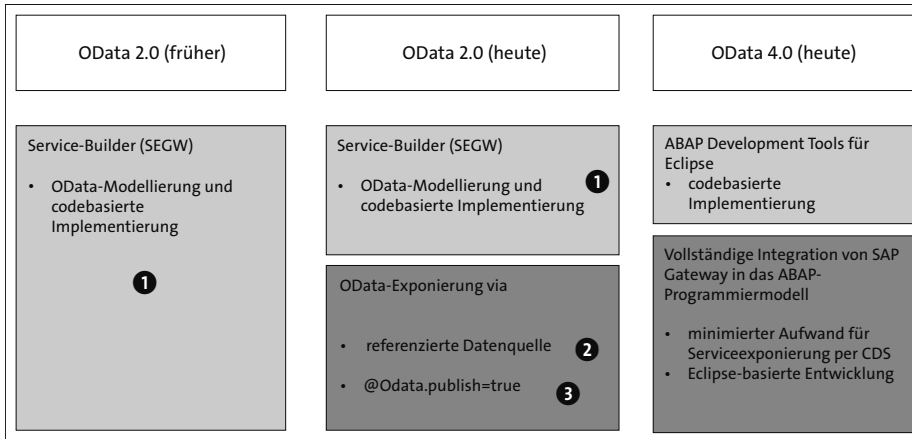 OData 2.0 (früher)
OData 2.0 (heute)
OData 4.0 (heute)
Service-Builder (SEGW)
• OData-Modellierung und
codebasierte
Implementierung
1
Service-Builder (SEGW)
• OData-Modellierung und
codebasierte Implementierung
1
OData-Exponierung via
• referenzierte Datenquelle
2
• @Odata.publish=true
3
ABAP Development Tools für
Eclipse
• codebasierte
Implementierung
Vollständige Integration von SAP
Gateway in das ABAP-
Programmiermodell
• minimierter Aufwand für
Serviceexponierung per CDS
• Eclipse-basierte Entwicklung